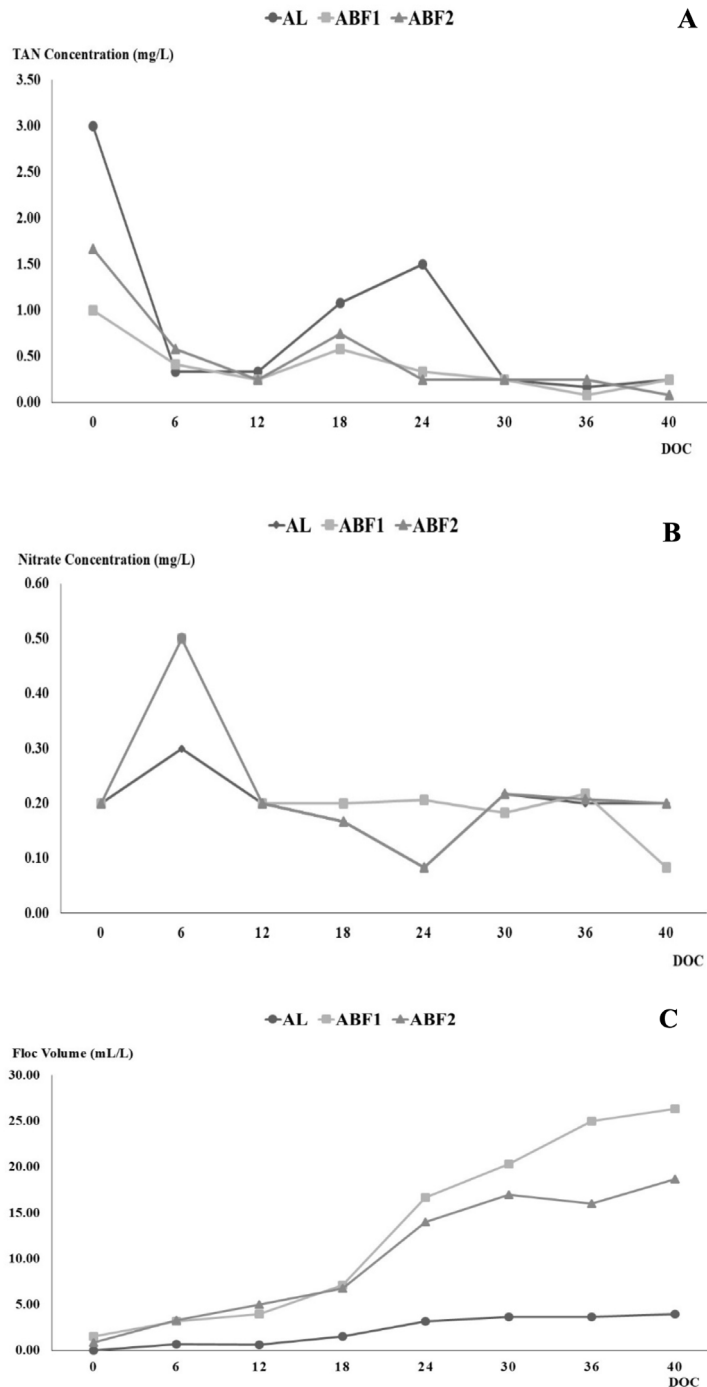 AL ABF1 ABF2
A
TAN Concentration (mg/L)
3.50
3.00
2.50
2.00
1.50
1.00
0.50
0.00
0 6 12 18 24 30 36 40
DOC
AL ABF1 ABF2
B
Nitrate Concentration (mg/L)
0.60
0.50
0.40
0.30
0.20
0.10
0.00
0 6 12 18 24 30 36 40
DOC
AL ABF1 ABF2
C
Floc Volume (mL/L)
30.00
25.00
20.00
15.00
10.00
5.00
0.00
0 6 12 18 24 30 36 40
DOC